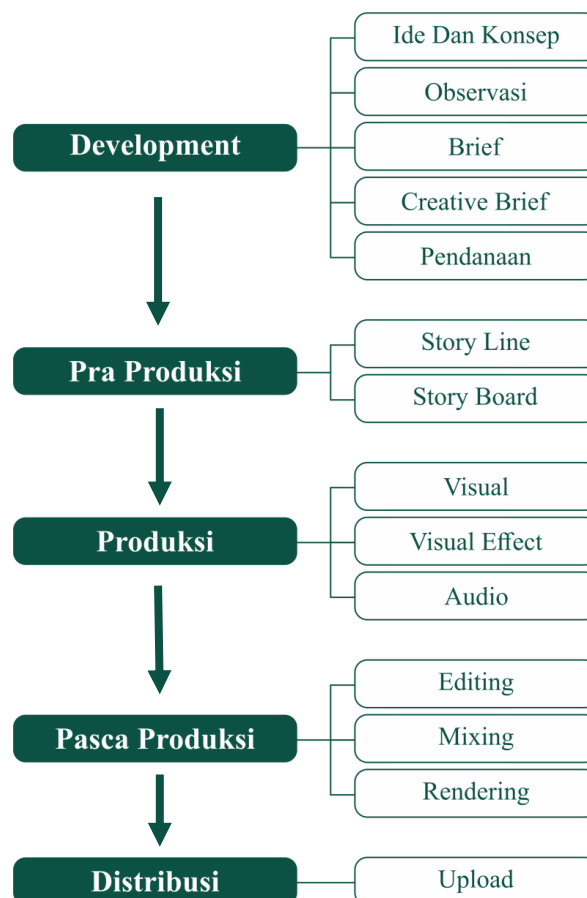 Development
Ide Dan Konsep
Observasi
Brief
Creative Brief
Pendanaan
Pra Produksi
Story Line
Story Board
Produksi
Visual
Visual Effect
Audio
Pasca Produksi
Editing
Mixing
Rendering
Distribusi
Upload